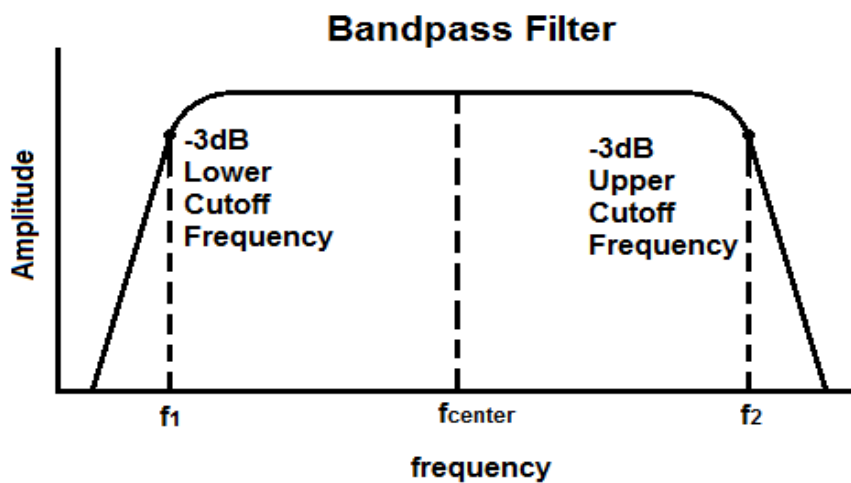 Bandpass Filter
Amplitude
-3dB
Lower
Cutoff
Frequency
-3dB
Upper
Cutoff
Frequency
f1
fcenter
f2
frequency